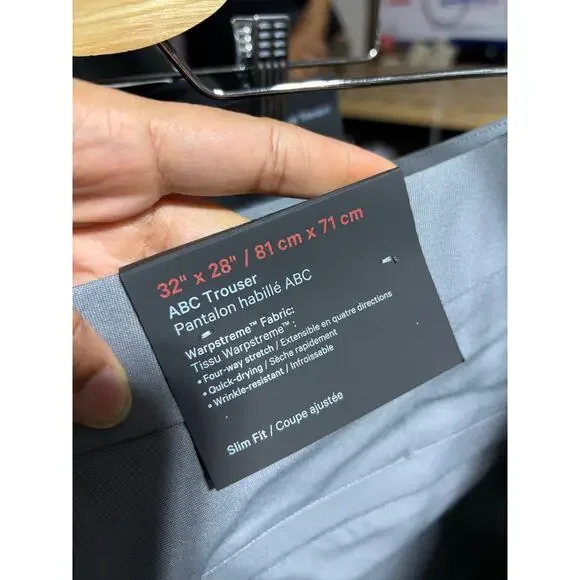 32" x 28" / 81 cm x 71 cm
ABC Trouser
Pantalon habillé ABC
Warpstreme™ Fabric:
Tissu Warpstreme™ :
• Four-way stretch / Extensible en quatre directions
• Quick-drying / Sèche rapidement
• Wrinkle-resistant / Infroissable
Slim Fit / Coupe ajustée